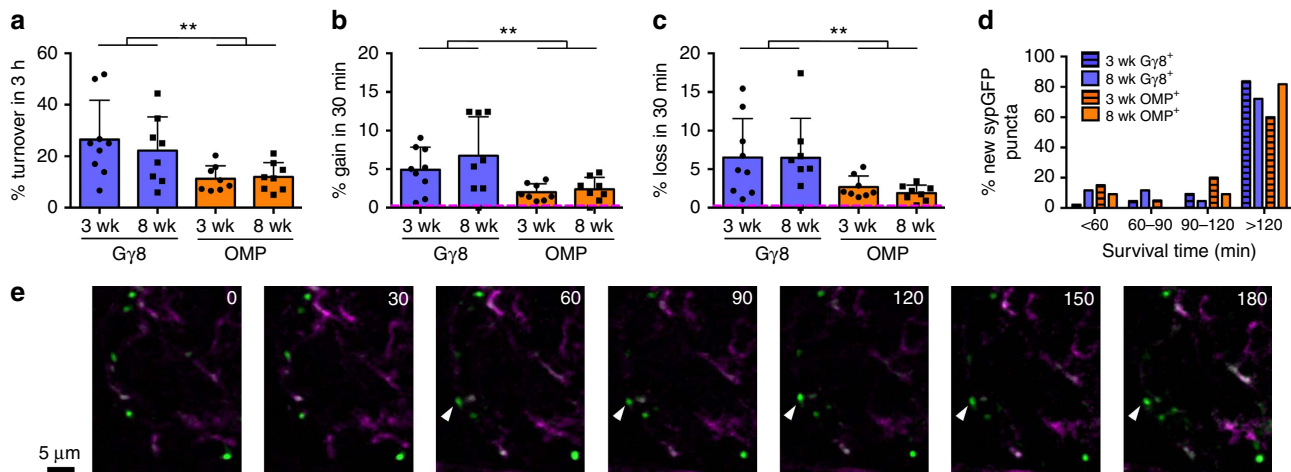 a
**
% turnover in 3 h
60
40
20
0
3 wk 8 wk 3 wk 8 wk
Gγ8 OMP
b
**
% gain in 30 min
20
15
10
5
0
3 wk 8 wk 3 wk 8 wk
Gγ8 OMP
c
**
% loss in 30 min
20
15
10
5
0
3 wk 8 wk 3 wk 8 wk
Gγ8 OMP
d
% new sypGFP
puncta
100
80
60
40
20
0
3 wk Gγ8+
8 wk Gγ8+
3 wk OMP+
8 wk OMP+
<60 60–90 90–120 >120
Survival time (min)
e
0 30 60 90 120 150 180
5 μm